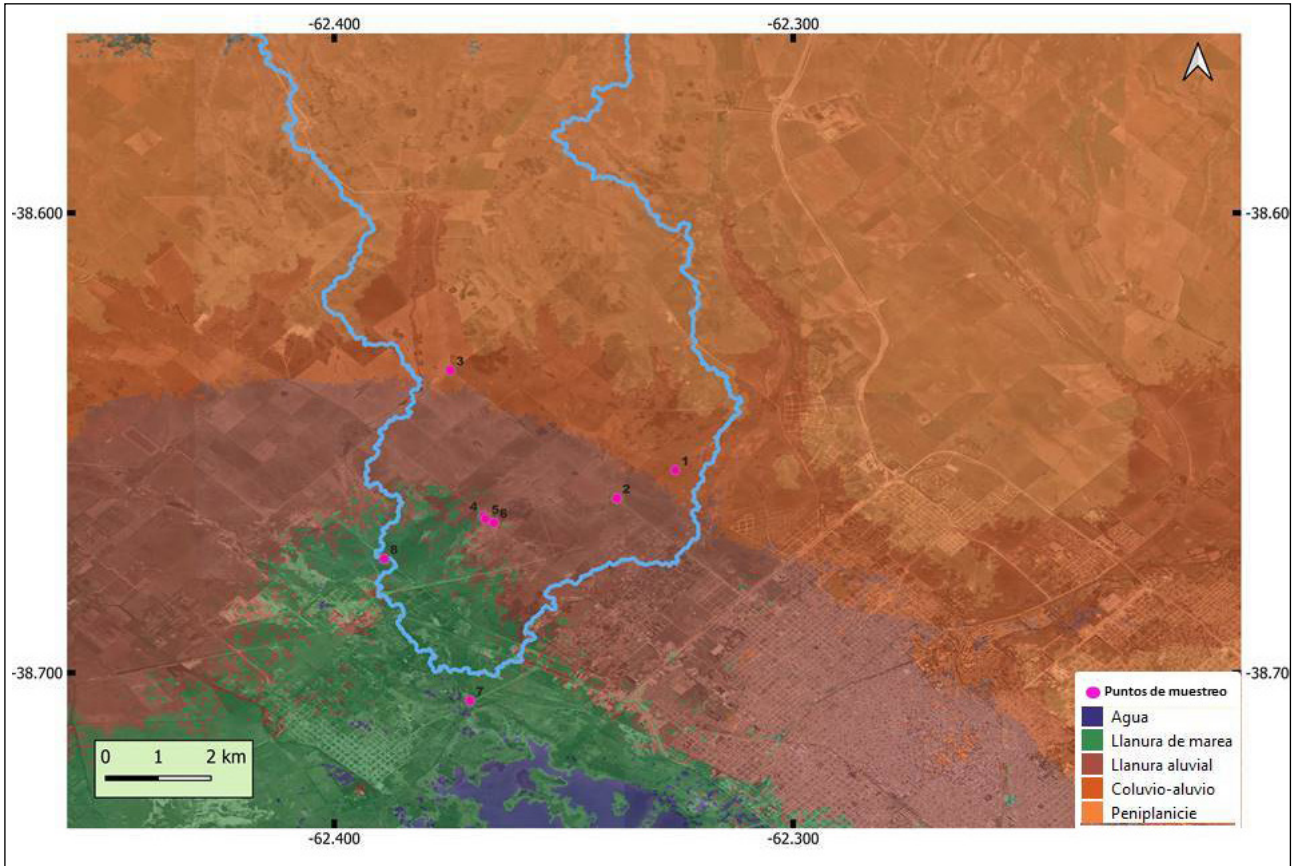 -62.400 -62.300
-38.600 -38.60
3
1
2
4 56
8
-38.700 -38.70
7
Puntos de muestreo
Agua
Llanura de marea
Llanura aluvial
Coluvio-aluvio
Peniplanicie
0 1 2 km
-62.400 -62.300